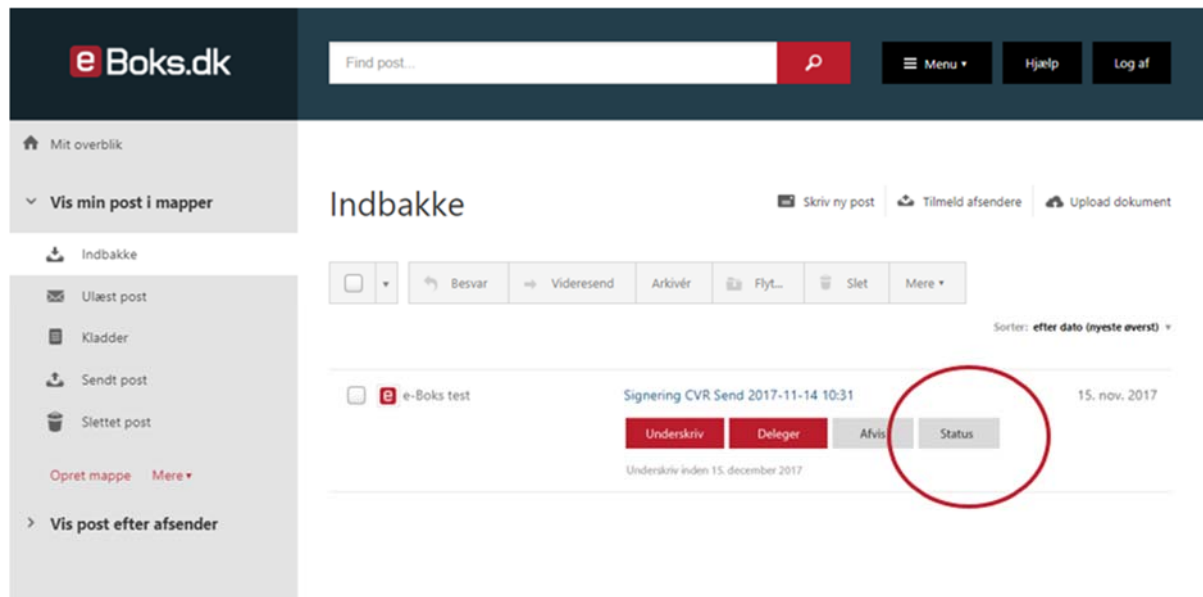 e Boks.dk
Find post...
Menu
Hjælp
Log af
Mit overblik
Vis min post i mapper
Indbakke
Ulæst post
Kladder
Sendt post
Slettet post
Opret mappe Mere
Vis post efter afsender
Indbakke
Skriv ny post
Tilmeld afsendere
Upload dokument
Besvar
Videresend
Arkivér
Flyt...
Slet
Mere
Sorter: efter dato (nyeste øverst)
e e-Boks test
Signering CVR Send 2017-11-14 10:31
15. nov. 2017
Underskriv
Deleger
Afvis
Status
Underskriv inden 15. december 2017